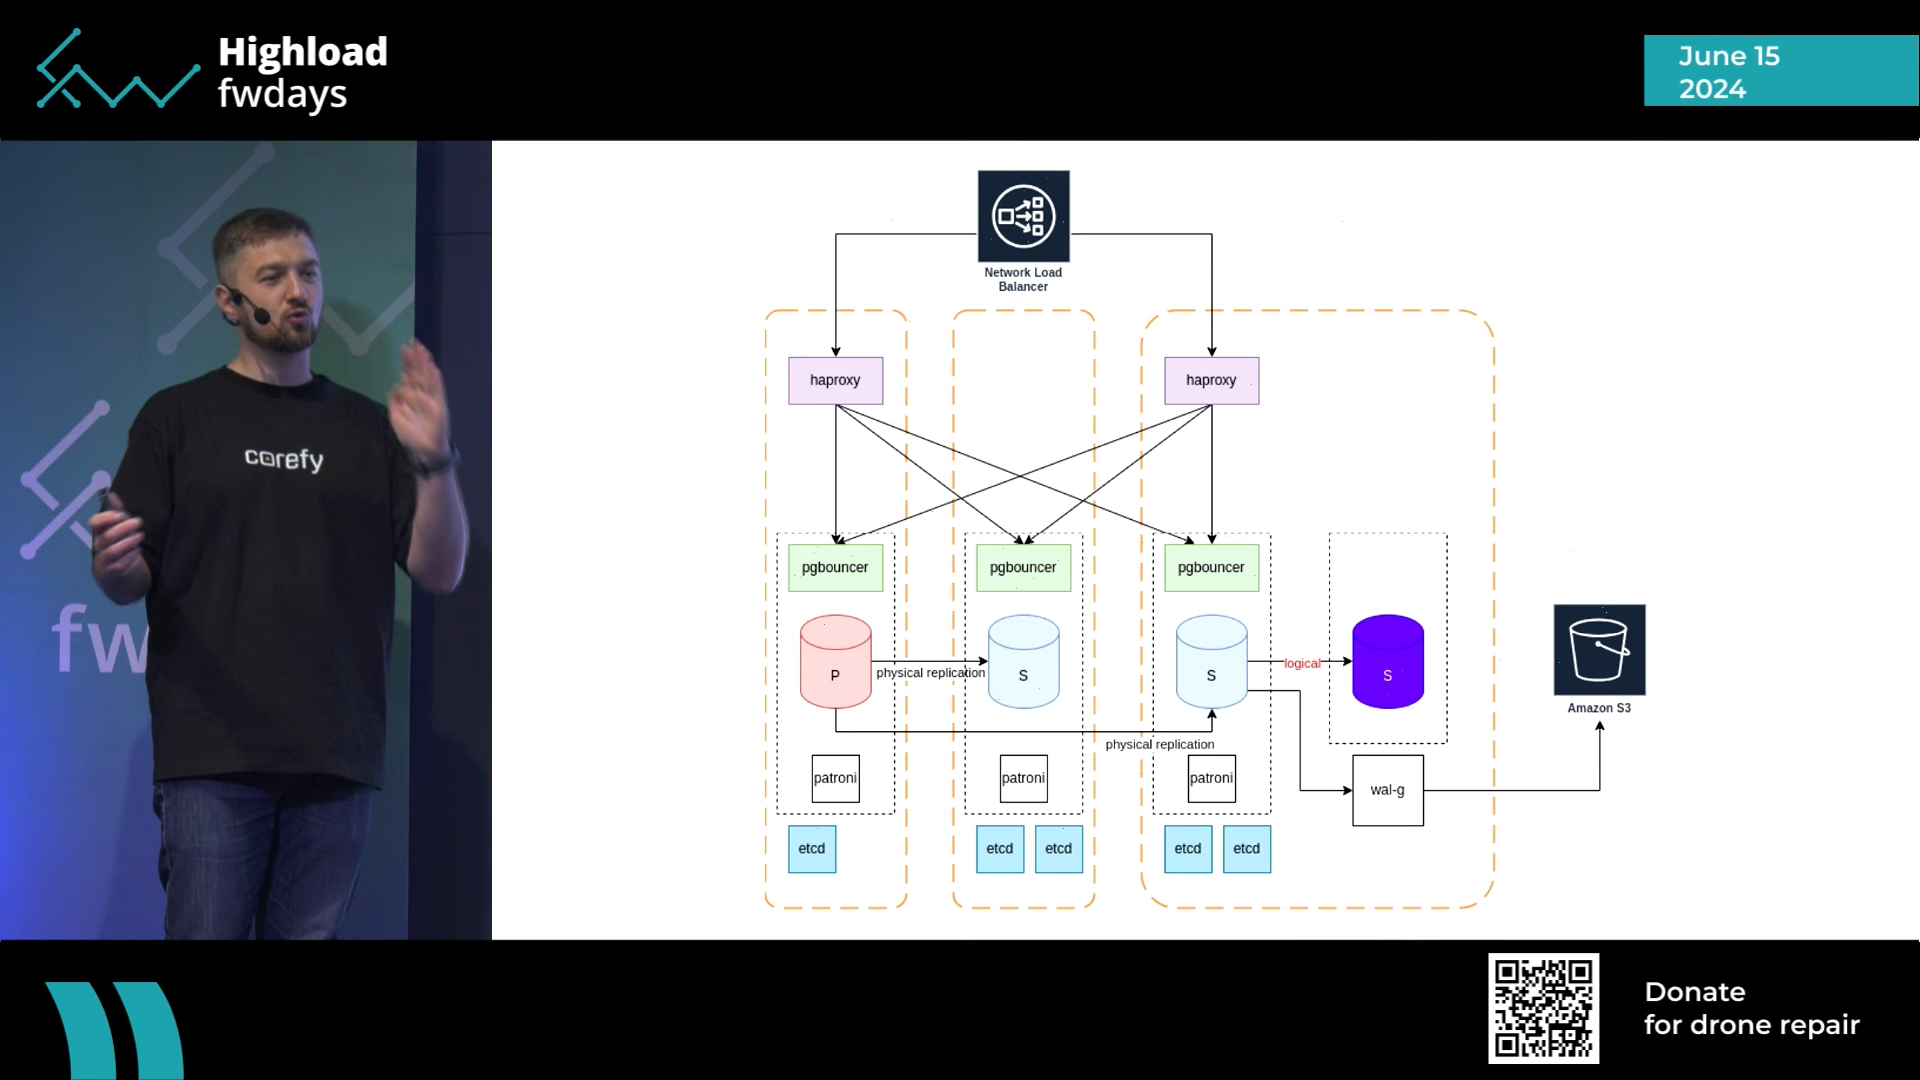 Highload
fwdays
June 15
2024
corefy
fw
Network Load
Balancer
haproxy
haproxy
pgbouncer
pgbouncer
pgbouncer
P
physical replication
S
S
logical
S
physical replication
Amazon S3
patroni
patroni
patroni
wal-g
etcd
etcd
etcd
etcd
etcd
Donate
for drone repair